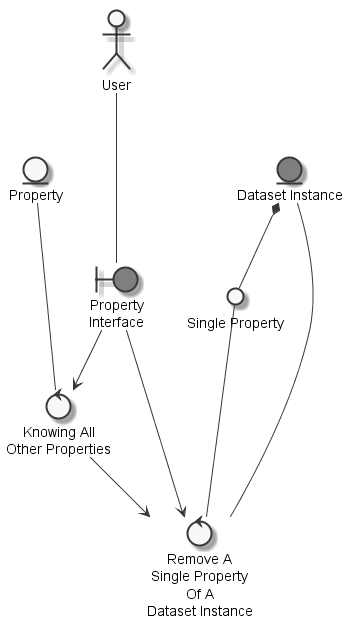 User
Property
Dataset Instance
Property
Interface
Single Property
Knowing All
Other Properties
Remove A
Single Property
Of A
Dataset Instance